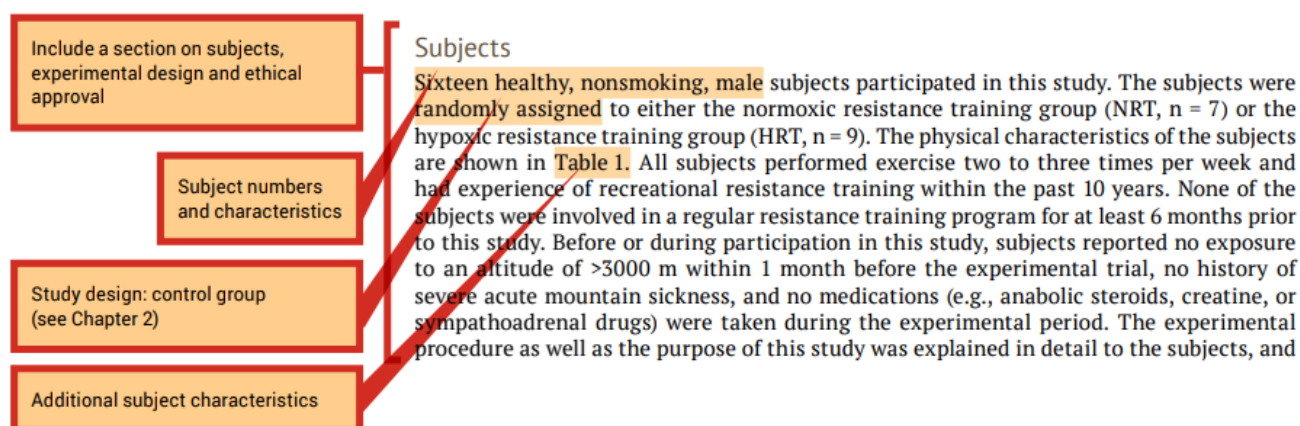 Include a section on subjects,
experimental design and ethical
approval
Subject numbers
and characteristics
Study design: control group
(see Chapter 2)
Additional subject characteristics
Subjects
Sixteen healthy, nonsmoking, male subjects participated in this study. The subjects were
randomly assigned to either the normoxic resistance training group (NRT, n = 7) or the
hypoxic resistance training group (HRT, n = 9). The physical characteristics of the subjects
are shown in Table 1. All subjects performed exercise two to three times per week and
had experience of recreational resistance training within the past 10 years. None of the
subjects were involved in a regular resistance training program for at least 6 months prior
to this study. Before or during participation in this study, subjects reported no exposure
to an altitude of >3000 m within 1 month before the experimental trial, no history of
severe acute mountain sickness, and no medications (e.g., anabolic steroids, creatine, or
sympathoadrenal drugs) were taken during the experimental period. The experimental
procedure as well as the purpose of this study was explained in detail to the subjects, and